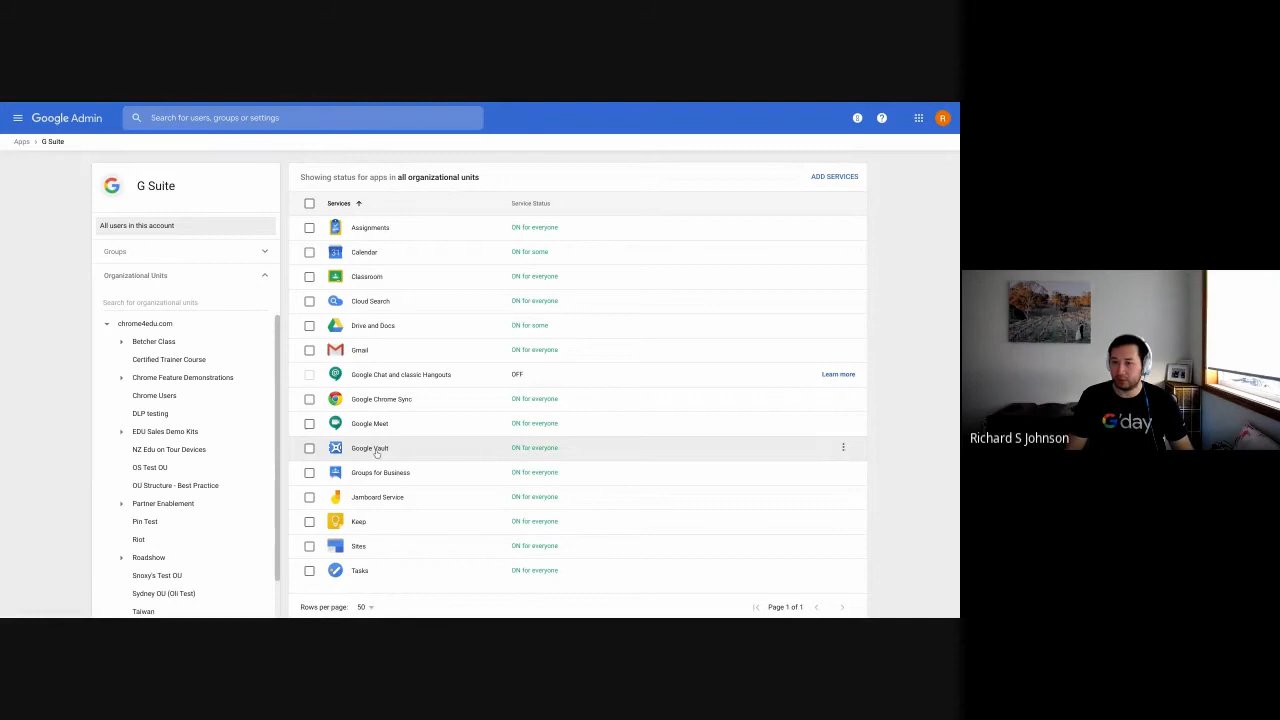 Google Admin
Search for users, groups or settings
R
Apps › G Suite
G Suite
All users in this account
Groups
Organizational Units
Search for organizational units
chrome4edu.com
Betcher Class
Certified Trainer Course
Chrome Feature Demonstrations
Chrome Users
DLP testing
EDU Sales Demo Kits
NZ Edu on Tour Devices
OS Test OU
OU Structure - Best Practice
Partner Enablement
Pin Test
Riot
Roadshow
Snoxy's Test OU
Sydney OU (Oli Test)
Taiwan
Showing status for apps in all organizational units
ADD SERVICES
Services Service Status
Assignments ON for everyone
31 Calendar ON for some
Classroom ON for everyone
Cloud Search ON for everyone
Drive and Docs ON for some
Gmail ON for everyone
Google Chat and classic Hangouts OFF Learn more
Google Chrome Sync ON for everyone
Google Meet ON for everyone
Google Vault ON for everyone
Groups for Business ON for everyone
Jamboard Service ON for everyone
Keep ON for everyone
Sites ON for everyone
Tasks ON for everyone
Rows per page: 50 Page 1 of 1
G'day
Richard S Johnson